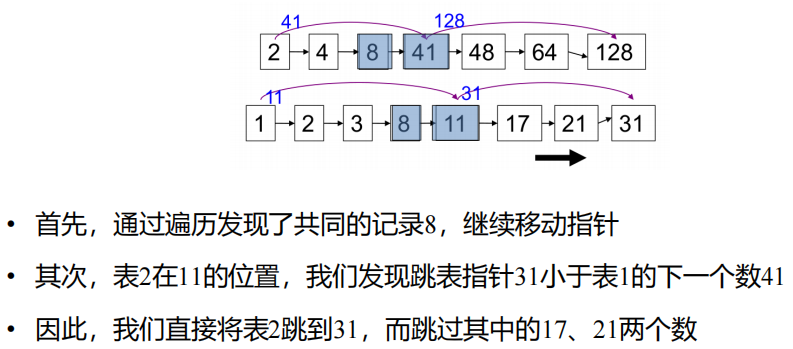 41 128
2 4 8 41 48 64 128
11 31
1 2 3 8 11 17 21 31
• 首先，通过遍历发现了共同的记录8，继续移动指针
• 其次，表2在11的位置，我们发现跳表指针31小于表1的下一个数41
• 因此，我们直接将表2跳到31，而跳过其中的17、21两个数